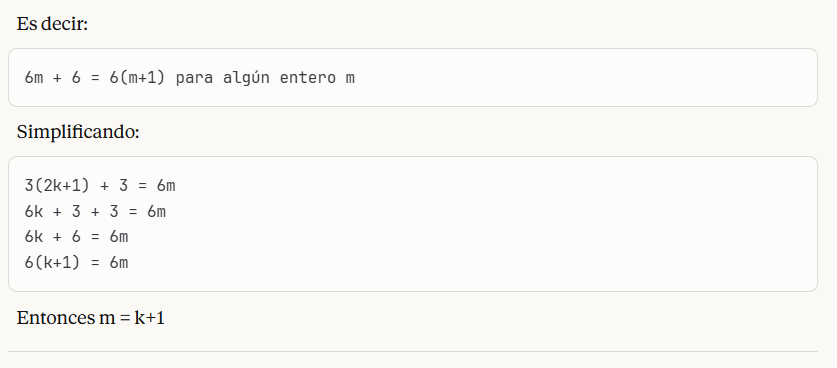 Es decir:
6m + 6 = 6(m+1) para algún entero m
Simplificando:
3(2k+1) + 3 = 6m
6k + 3 + 3 = 6m
6k + 6 = 6m
6(k+1) = 6m
Entonces m = k+1